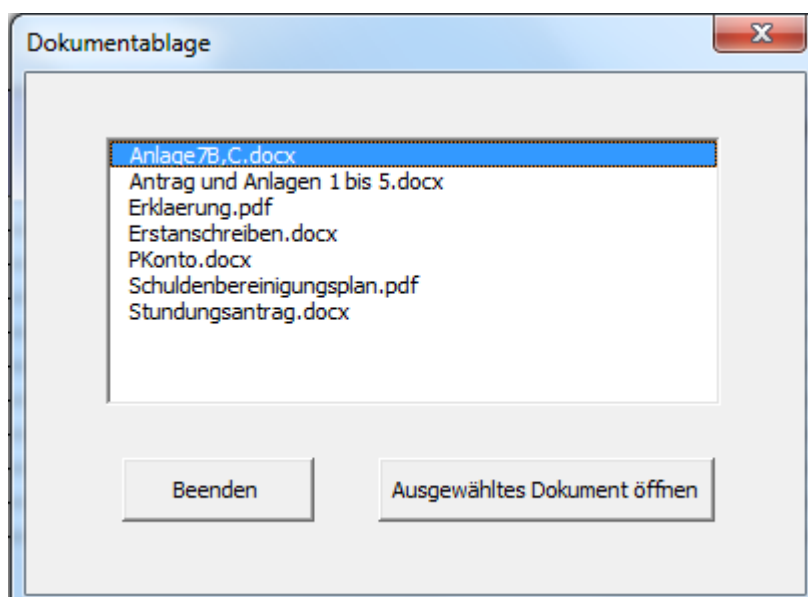 Dokumentablage
Anlage7B,C.docx
Antrag und Anlagen 1 bis 5.docx
Erklaerung.pdf
Erstanschreiben.docx
PKonto.docx
Schuldenbereinigungsplan.pdf
Stundungsantrag.docx
Beenden
Ausgewähltes Dokument öffnen